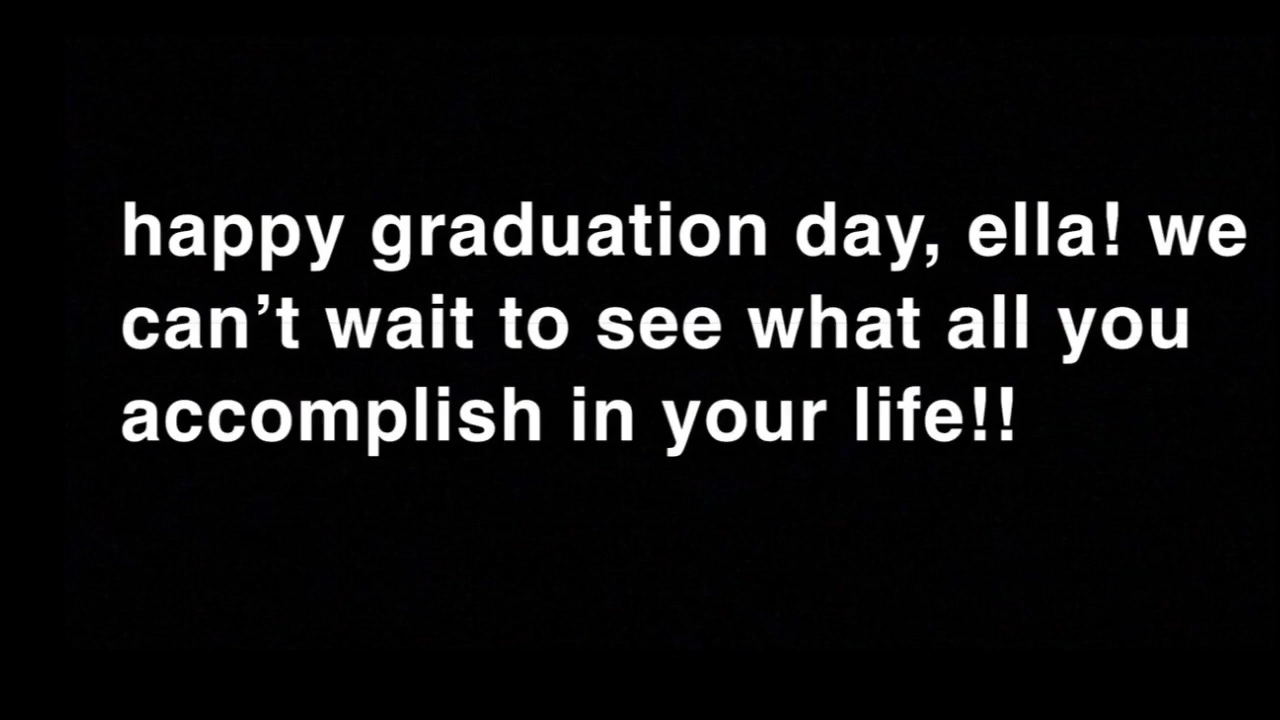 happy graduation day, ella! we
can’t wait to see what all you
accomplish in your life!!